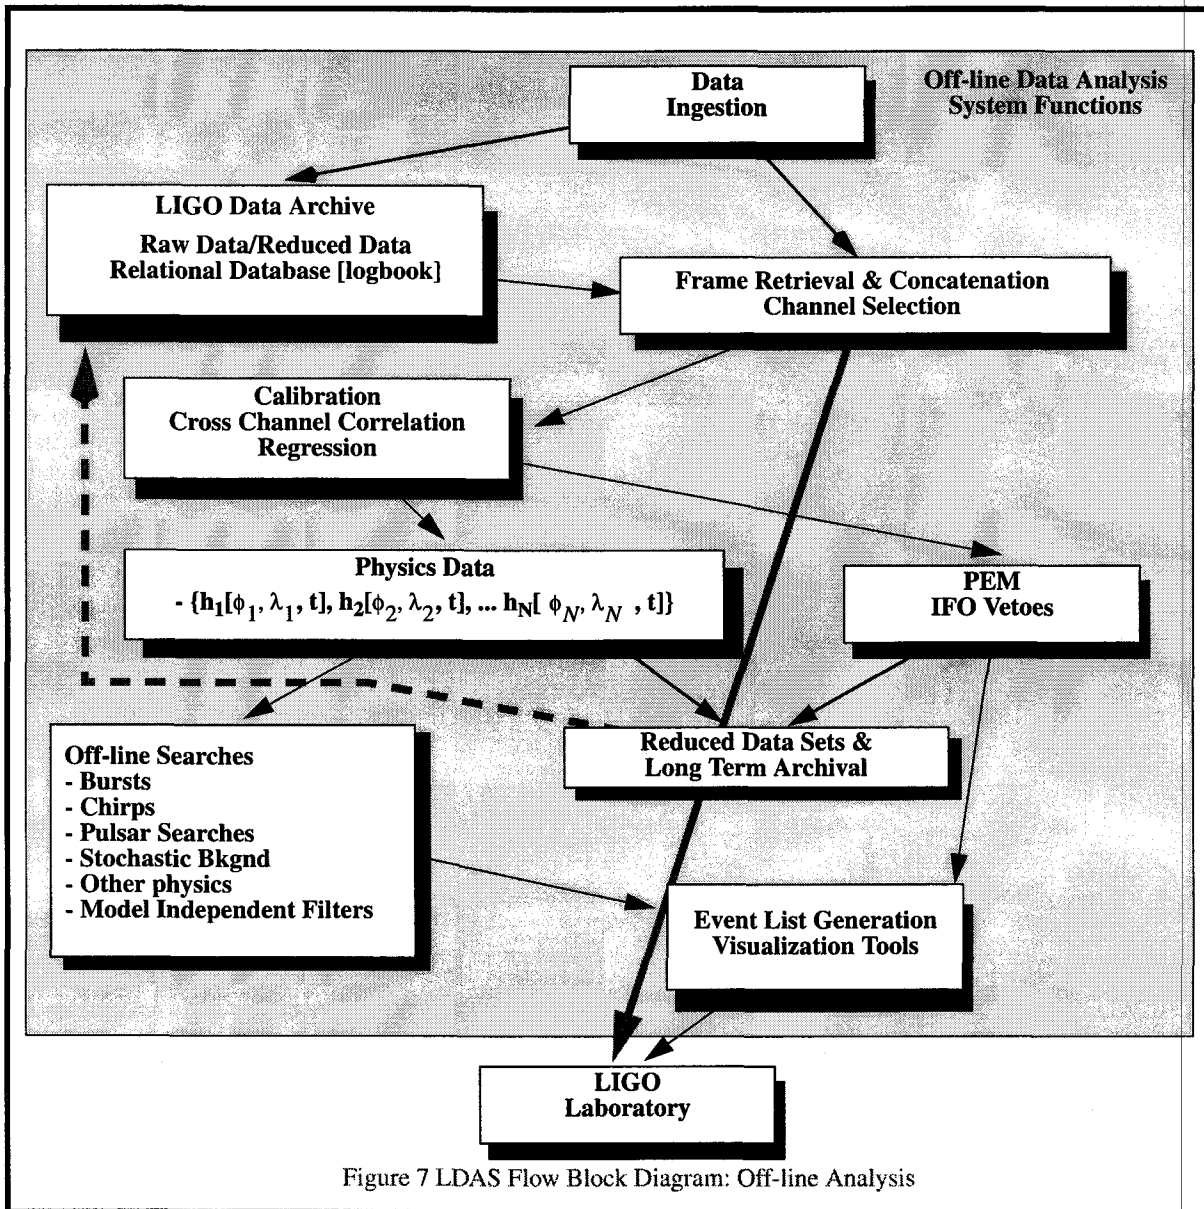 Off-line Data Analysis
System Functions
Data
Ingestion
LIGO Data Archive
Raw Data/Reduced Data
Relational Database [logbook]
Frame Retrieval & Concatenation
Channel Selection
Calibration
Cross Channel Correlation
Regression
Physics Data
- {h₁[ϕ₁, λ₁, t], h₂[ϕ₂, λ₂, t], ... h_N[ ϕ_N, λ_N , t]}
PEM
IFO Vetoes
Off-line Searches
- Bursts
- Chirps
- Pulsar Searches
- Stochastic Bkgnd
- Other physics
- Model Independent Filters
Reduced Data Sets &
Long Term Archival
Event List Generation
Visualization Tools
LIGO
Laboratory
Figure 7 LDAS Flow Block Diagram: Off-line Analysis